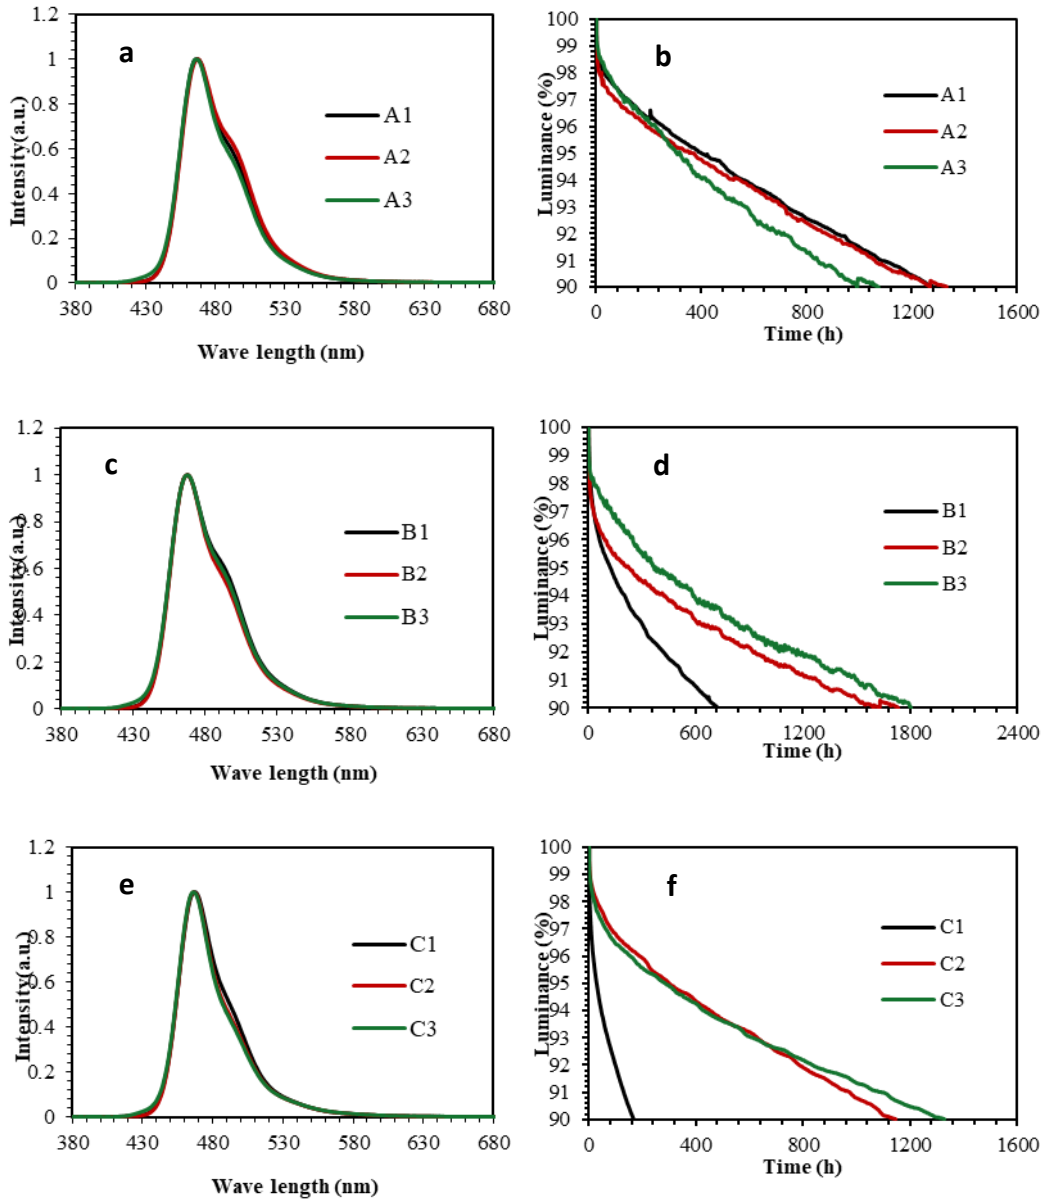 a
1.2
1
0.8
0.6
0.4
0.2
0
Intensity(a.u.)
A1
A2
A3
380 430 480 530 580 630 680
Wave length (nm)
b
100
99
98
97
96
95
94
93
92
91
90
Luminance (%)
A1
A2
A3
0 400 800 1200 1600
Time (h)
c
1.2
1
0.8
0.6
0.4
0.2
0
Intensity(a.u.)
B1
B2
B3
380 430 480 530 580 630 680
Wave length (nm)
d
100
99
98
97
96
95
94
93
92
91
90
Luminance (%)
B1
B2
B3
0 600 1200 1800 2400
Time (h)
e
1.2
1
0.8
0.6
0.4
0.2
0
Intensity(a.u.)
C1
C2
C3
380 430 480 530 580 630 680
Wave length (nm)
f
100
99
98
97
96
95
94
93
92
91
90
Luminance (%)
C1
C2
C3
0 400 800 1200 1600
Time (h)